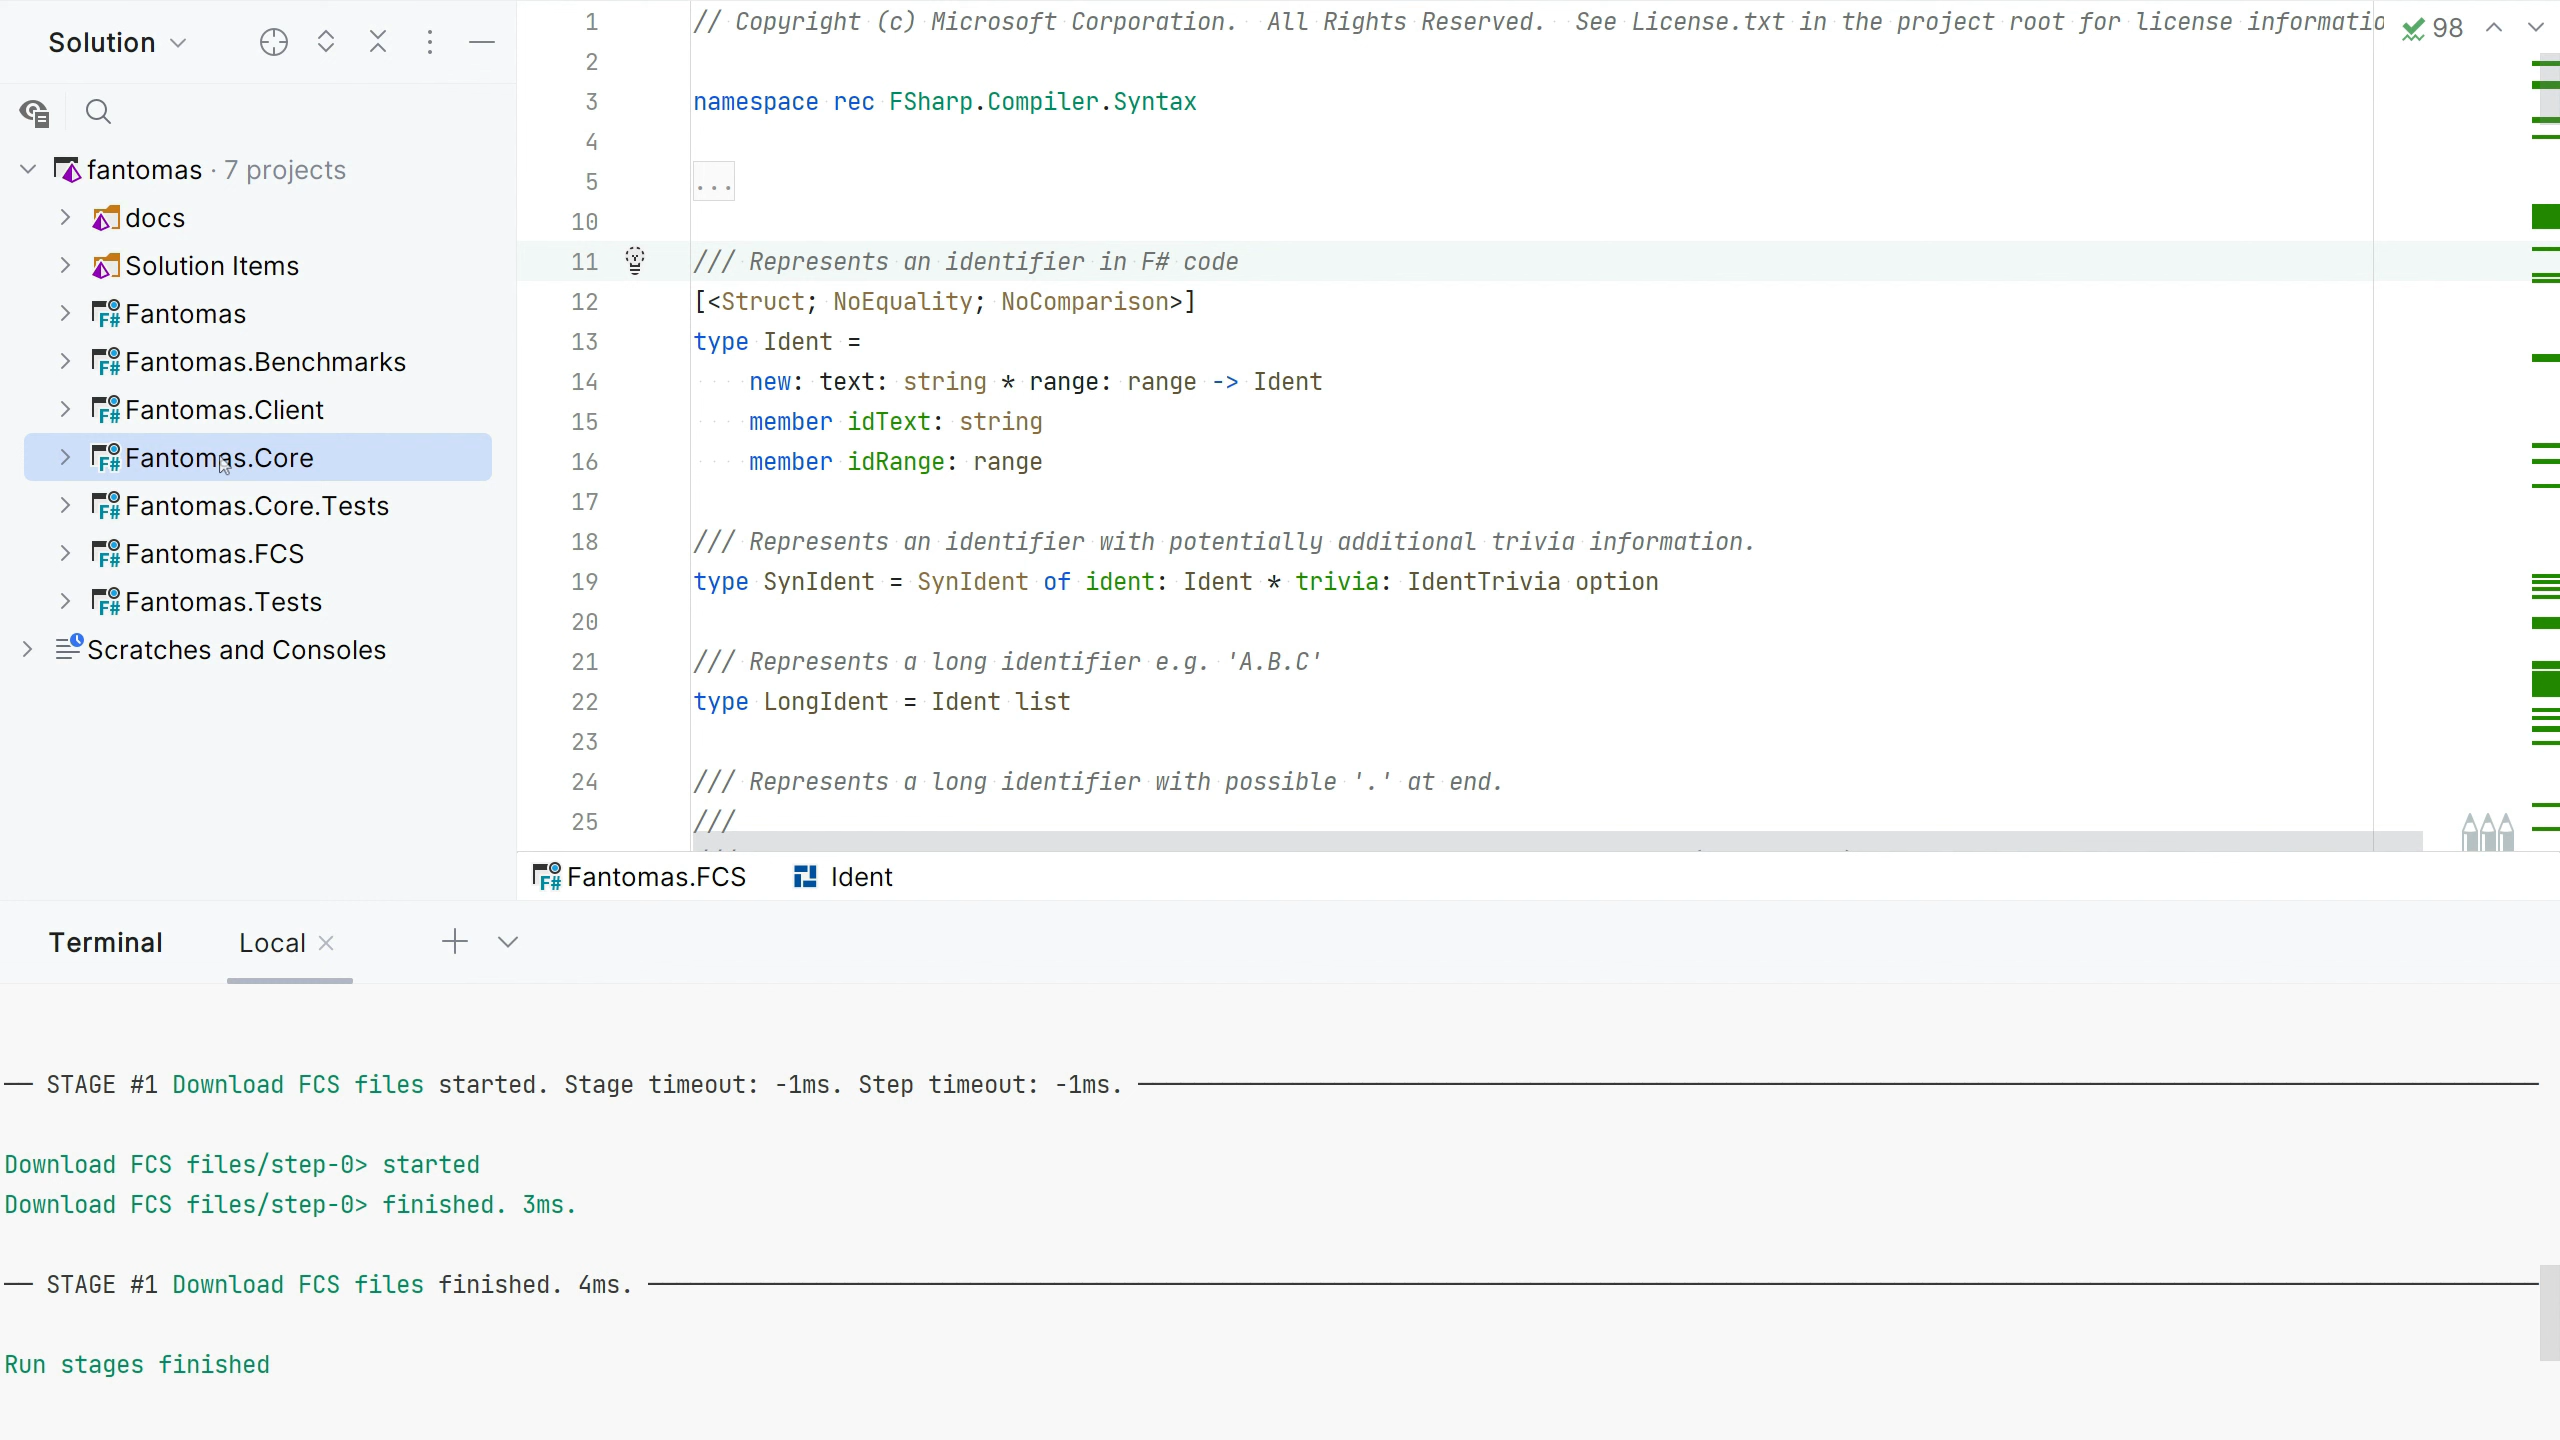 Solution
fantomas · 7 projects
docs
Solution Items
Fantomas
Fantomas.Benchmarks
Fantomas.Client
Fantomas.Core
Fantomas.Core.Tests
Fantomas.FCS
Fantomas.Tests
Scratches and Consoles
1 // Copyright (c) Microsoft Corporation.  All Rights Reserved.  See License.txt in the project root for license informatio
98
2
3 namespace rec FSharp.Compiler.Syntax
4
5 ...
10
11 /// Represents an identifier in F# code
12 [<Struct; NoEquality; NoComparison>]
13 type Ident =
14     new: text: string * range: range -> Ident
15     member idText: string
16     member idRange: range
17
18 /// Represents an identifier with potentially additional trivia information.
19 type SynIdent = SynIdent of ident: Ident * trivia: IdentTrivia option
20
21 /// Represents a long identifier e.g. 'A.B.C'
22 type LongIdent = Ident list
23
24 /// Represents a long identifier with possible '.' at end.
25 ///
Fantomas.FCS Ident
Terminal Local
── STAGE #1 Download FCS files started. Stage timeout: -1ms. Step timeout: -1ms. ──
Download FCS files/step-0> started
Download FCS files/step-0> finished. 3ms.
── STAGE #1 Download FCS files finished. 4ms. ──
Run stages finished